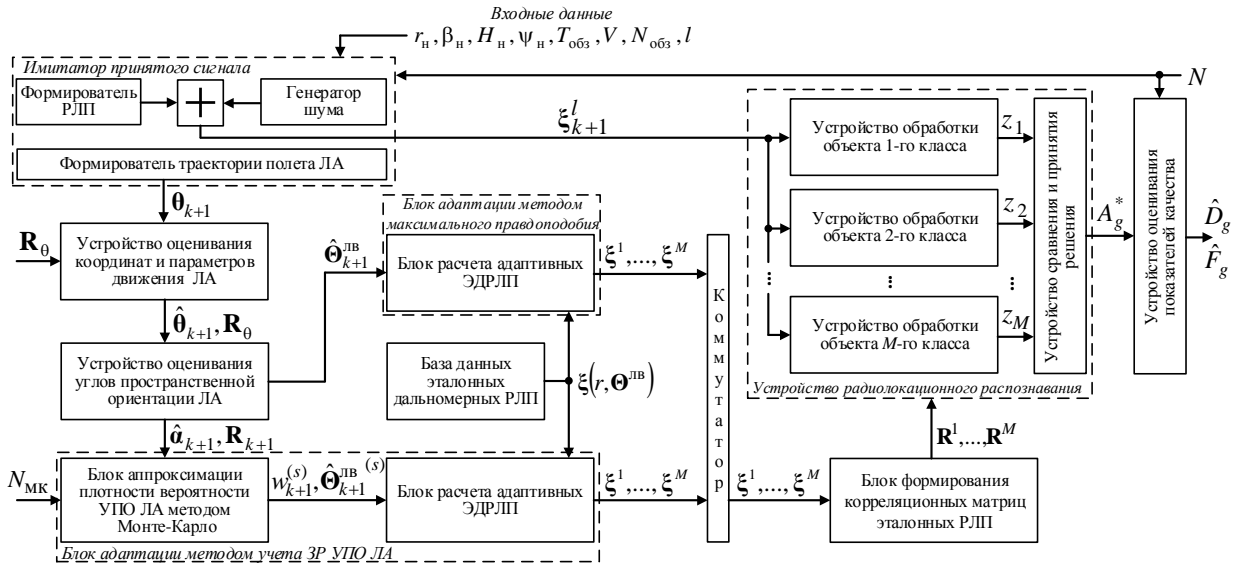 Входные данные
r_н, β_н, H_н, ψ_н, T_обз, V, N_обз, l
Имитатор принятого сигнала
Формирователь
РЛП
+
Генератор
шума
Формирователь траектории полета ЛА
N
ξ^l_{k+1}
Устройство обработки
объекта 1-го класса
z_1
Устройство обработки
объекта 2-го класса
z_2
...
...
...
Устройство обработки
объекта M-го класса
z_M
Устройство сравнения и принятия
решения
Устройство радиолокационного распознавания
A_g^*
Устройство оценивания
показателей качества
D̂_g
F̂_g
θ_{k+1}
R_θ
Устройство оценивания
координат и параметров
движения ЛА
θ̂_{k+1}, R_θ
Устройство оценивания
углов пространственной
ориентации ЛА
α̂_{k+1}, R_{k+1}
Θ̂^{лв}_{k+1}
Блок адаптации методом
максимального правдоподобия
Блок расчета адаптивных
ЭДРЛП
ξ^1,..., ξ^M
База данных
эталонных
дальномерных РЛП
ξ(r, Θ^{лв})
Коммутатор
N_{МК}
Блок аппроксимации
плотности вероятности
УПО ЛА методом
Монте-Карло
w^{(s)}_{k+1}, Θ̂^{лв (s)}_{k+1}
Блок расчета адаптивных
ЭДРЛП
ξ^1,..., ξ^M
Блок адаптации методом учета ЗР УПО ЛА
ξ^1,..., ξ^M
Блок формирования
корреляционных матриц
эталонных РЛП
R^1,...,R^M